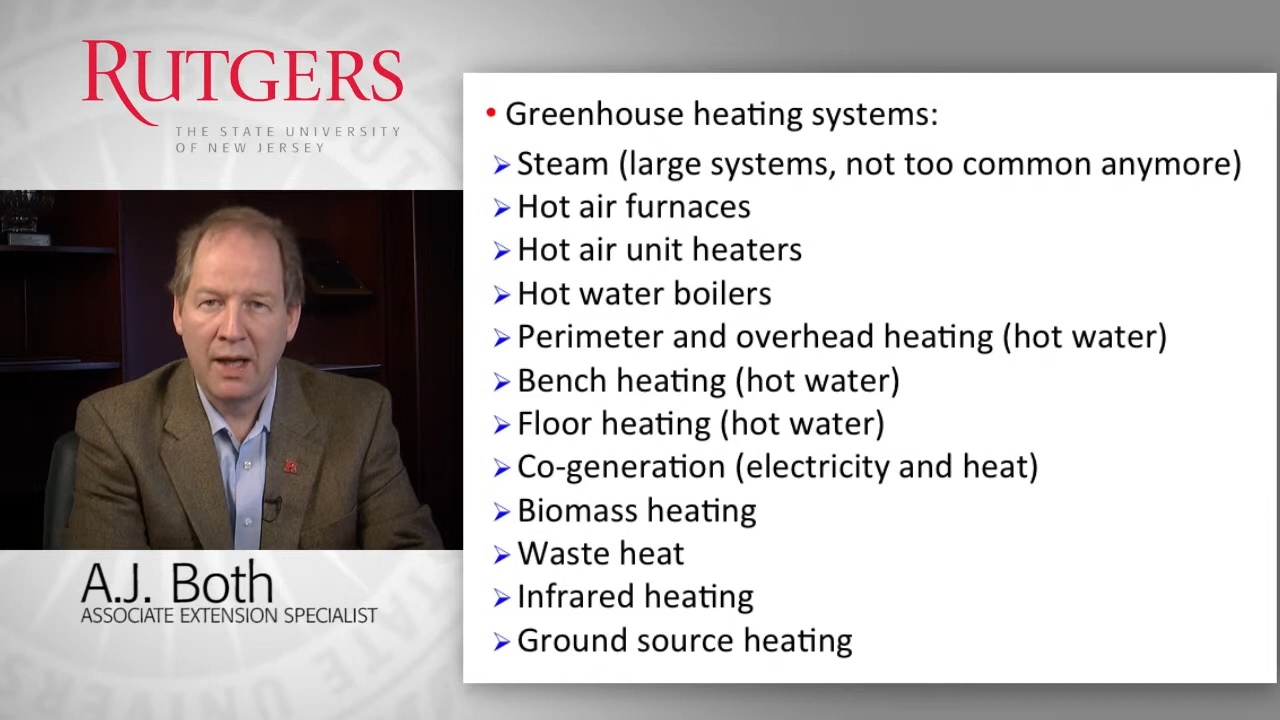 RUTGERS
THE STATE UNIVERSITY
OF NEW JERSEY
• Greenhouse heating systems:
➢ Steam (large systems, not too common anymore)
➢ Hot air furnaces
➢ Hot air unit heaters
➢ Hot water boilers
➢ Perimeter and overhead heating (hot water)
➢ Bench heating (hot water)
➢ Floor heating (hot water)
➢ Co-generation (electricity and heat)
➢ Biomass heating
➢ Waste heat
➢ Infrared heating
➢ Ground source heating
A.J. Both
ASSOCIATE EXTENSION SPECIALIST